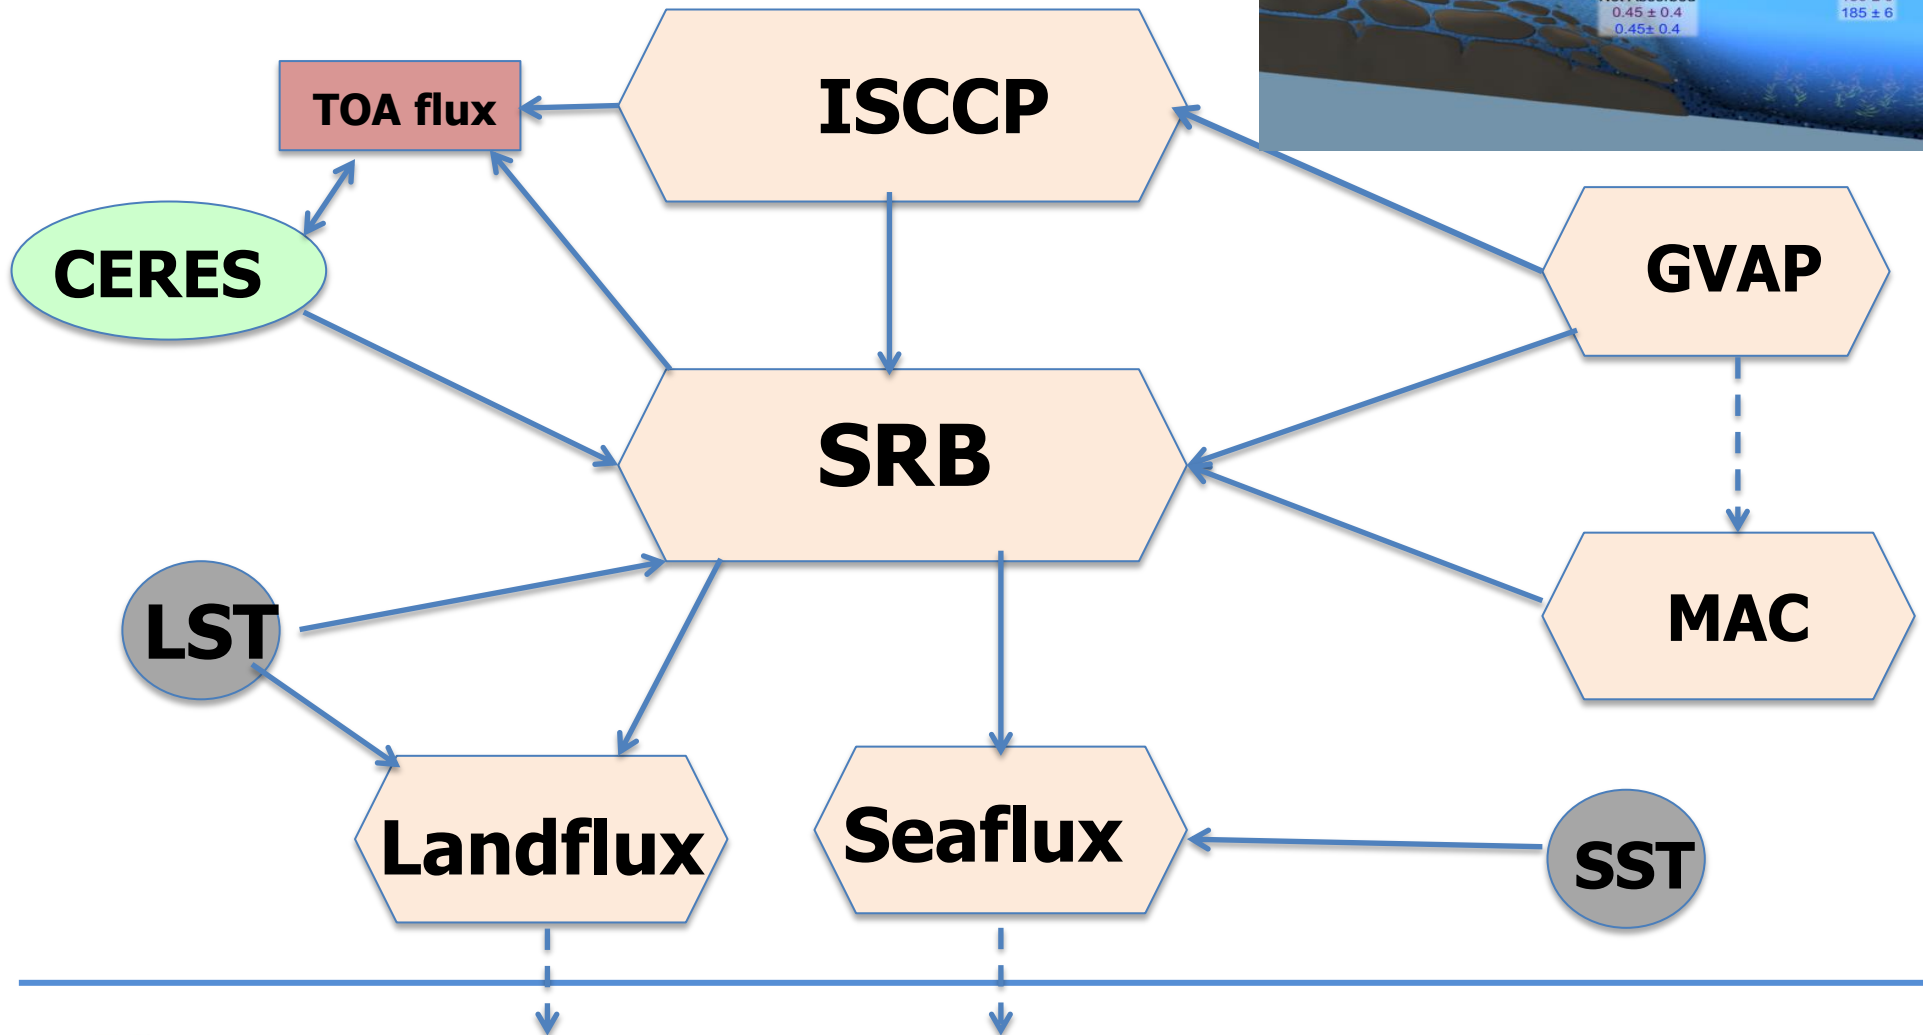 0.45 ± 0.4
185 ± 6
0.45± 0.4
ISCCP
TOA flux
CERES
GVAP
SRB
LST
MAC
Landflux
Seaflux
SST